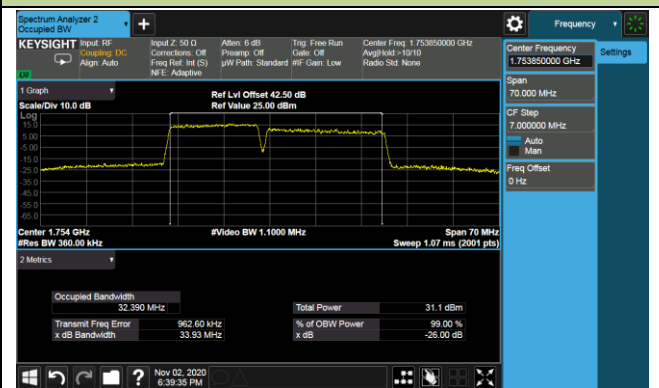 Spectrum Analyzer 2
Occupied BW
+
Frequency
KEYSIGHT
Input: RF
Coupling: DC
Align: Auto
Input Z: 50 Ω
Corrections: Off
Freq Ref: Int (S)
NFE: Adaptive
Atten: 6 dB
Preamp: Off
µW Path: Standard
Trig: Free Run
Gate: Off
#IF Gain: Low
Center Freq: 1.753850000 GHz
Avg|Hold:>10/10
Radio Std: None
Center Frequency
1.753850000 GHz
Settings
Span
70.000 MHz
CF Step
7.000000 MHz
Auto
Man
Freq Offset
0 Hz
1 Graph
Scale/Div 10.0 dB
Ref Lvl Offset 42.50 dB
Ref Value 25.00 dBm
Log
15.0
5.00
-5.00
-15.0
-25.0
-35.0
-45.0
-55.0
-65.0
Center 1.754 GHz
#Res BW 360.00 kHz
#Video BW 1.1000 MHz
Span 70 MHz
Sweep 1.07 ms (2001 pts)
2 Metrics
Occupied Bandwidth
32.390 MHz
Total Power 31.1 dBm
Transmit Freq Error 962.60 kHz
% of OBW Power 99.00 %
x dB Bandwidth 33.93 MHz
x dB -26.00 dB
?
Nov 02, 2020
6:39:35 PM